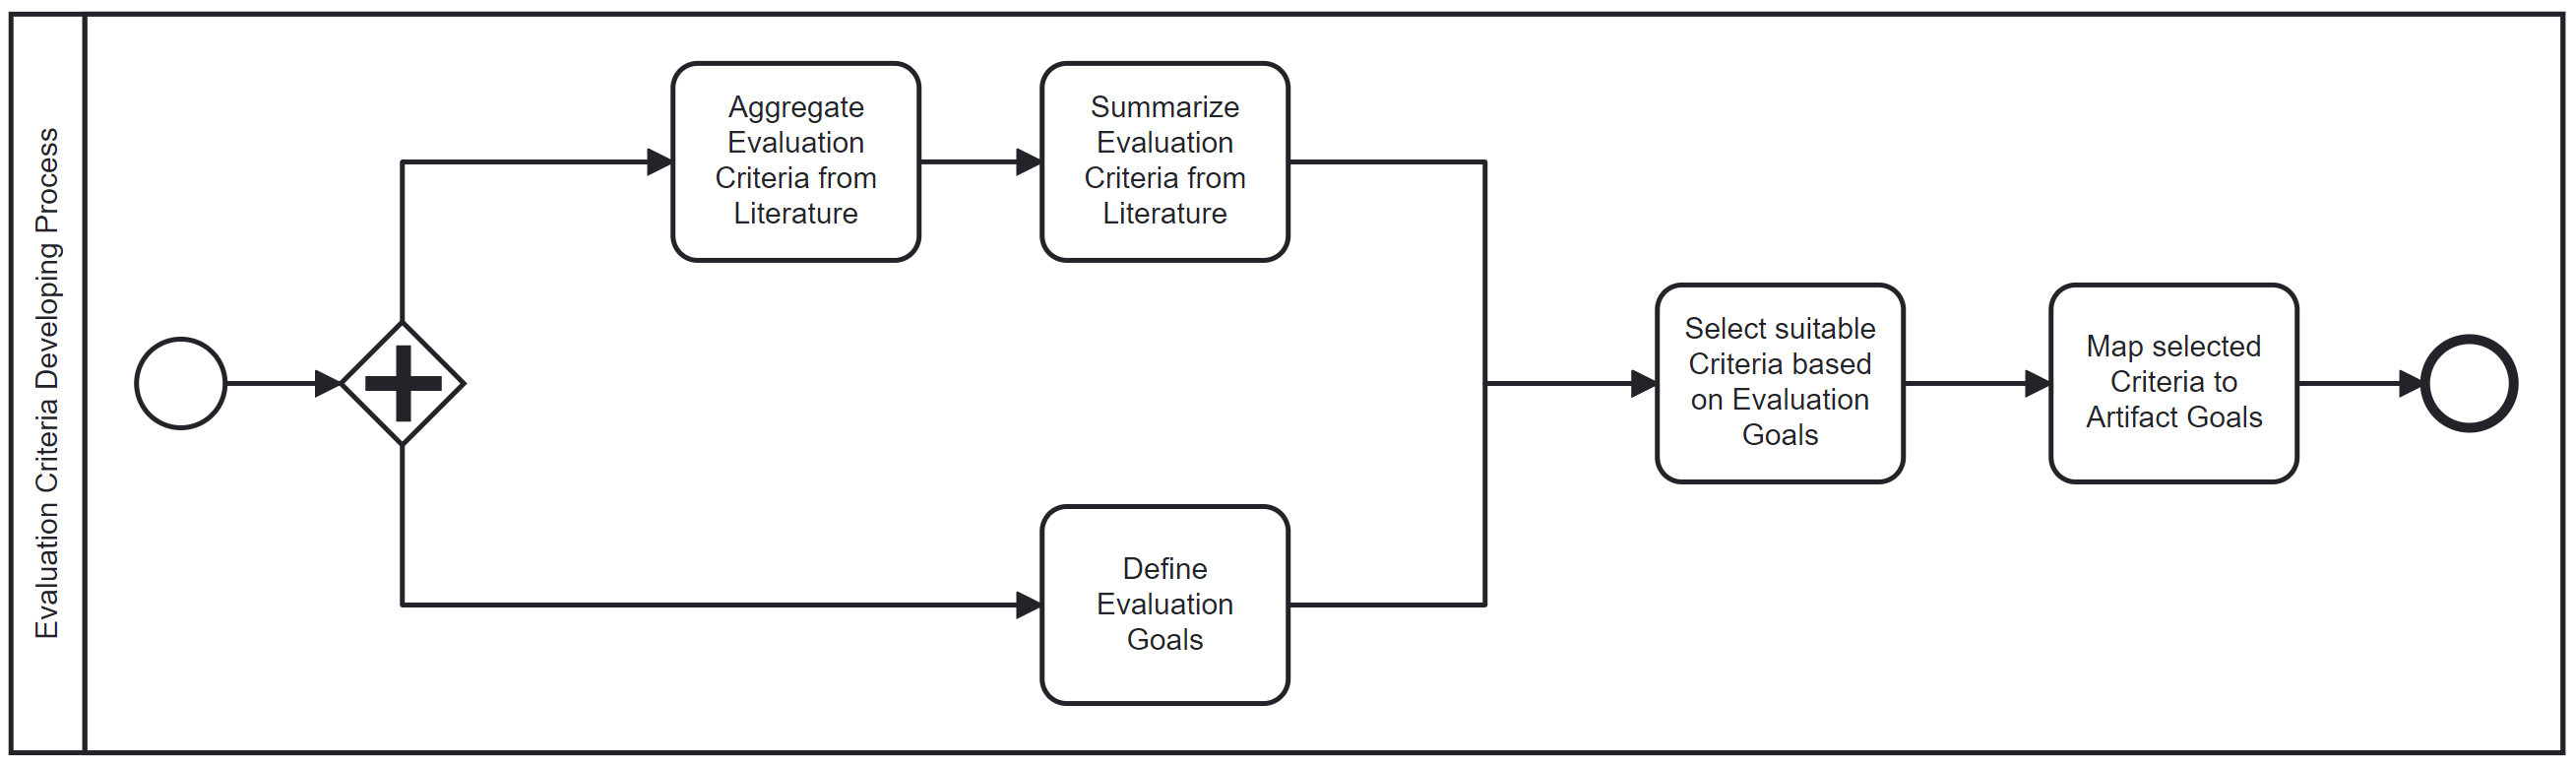 Evaluation Criteria Developing Process
Aggregate
Evaluation
Criteria from
Literature
Summarize
Evaluation
Criteria from
Literature
Define
Evaluation
Goals
Select suitable
Criteria based
on Evaluation
Goals
Map selected
Criteria to
Artifact Goals